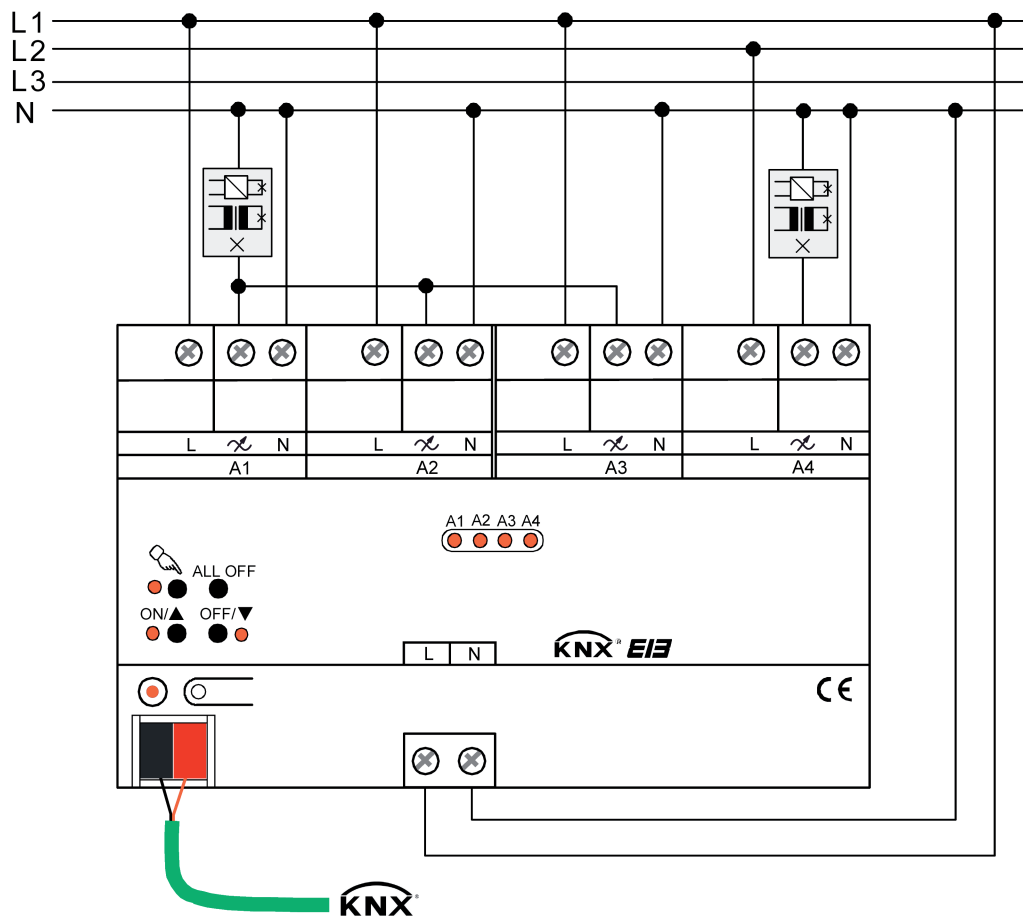 L1
L2
L3
N
L N L N L N L N
A1 A2 A3 A4
A1 A2 A3 A4
ALL OFF
ON/▲ OFF/▼
L N
KNX® EIB
CE
KNX®